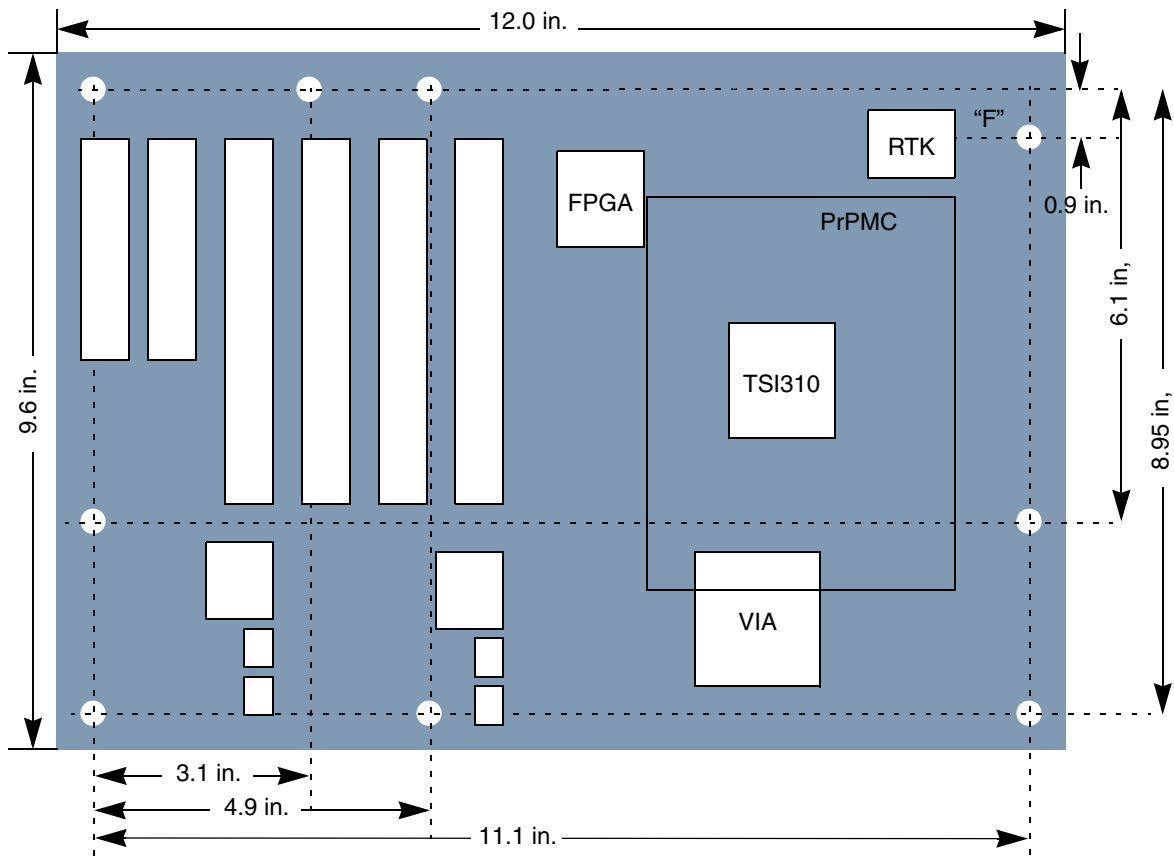 12.0 in.
“F”
RTK
FPGA
0.9 in.
PrPMC
6.1 in,
TSI310
9.6 in.
8.95 in,
VIA
3.1 in.
4.9 in.
11.1 in.